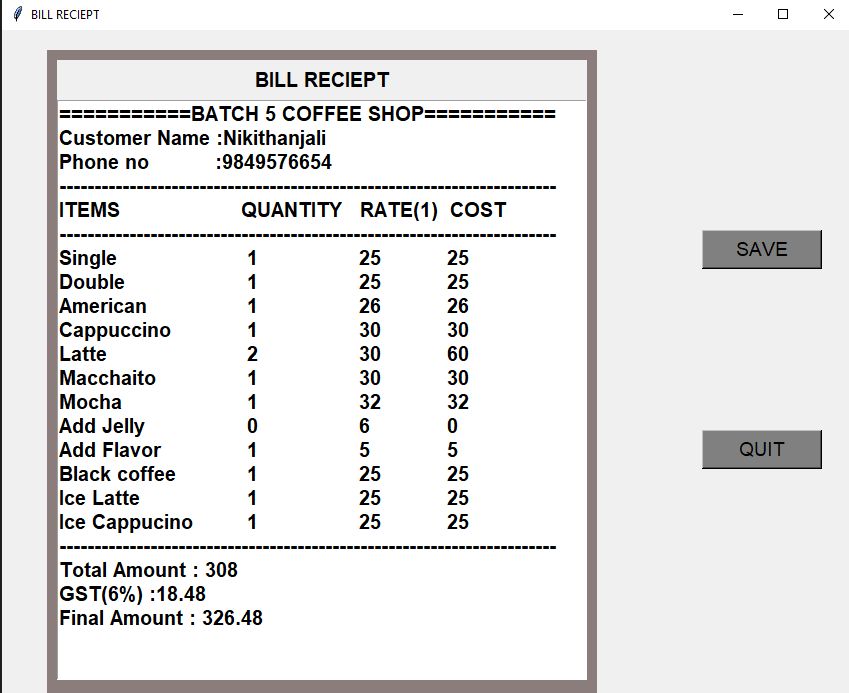 BILL RECIEPT
BILL RECIEPT
===========BATCH 5 COFFEE SHOP===========
Customer Name :Nikithanjali
Phone no :9849576654
-----------------------------------------------------------------------
ITEMS QUANTITY RATE(1) COST
-----------------------------------------------------------------------
Single 1 25 25
Double 1 25 25
American 1 26 26
Cappuccino 1 30 30
Latte 2 30 60
Macchaito 1 30 30
Mocha 1 32 32
Add Jelly 0 6 0
Add Flavor 1 5 5
Black coffee 1 25 25
Ice Latte 1 25 25
Ice Cappucino 1 25 25
-----------------------------------------------------------------------
Total Amount : 308
GST(6%) :18.48
Final Amount : 326.48
SAVE
QUIT